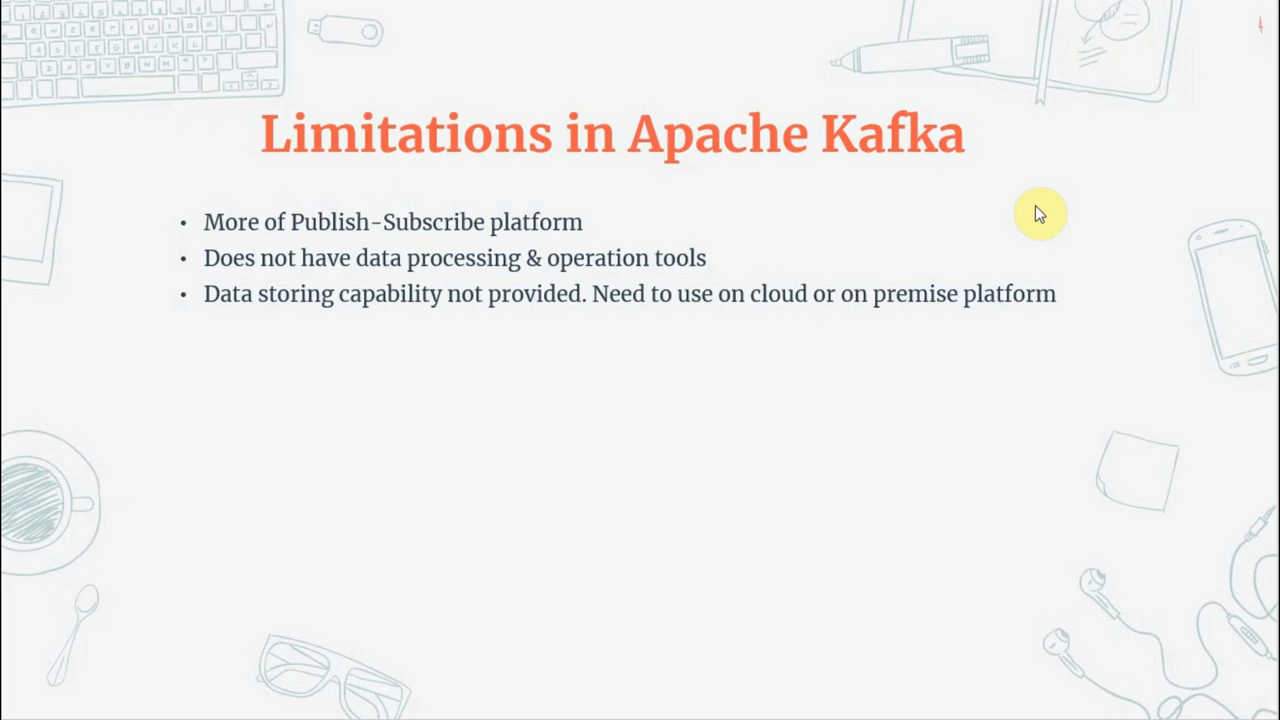 Limitations in Apache Kafka
• More of Publish-Subscribe platform
• Does not have data processing & operation tools
• Data storing capability not provided. Need to use on cloud or on premise platform